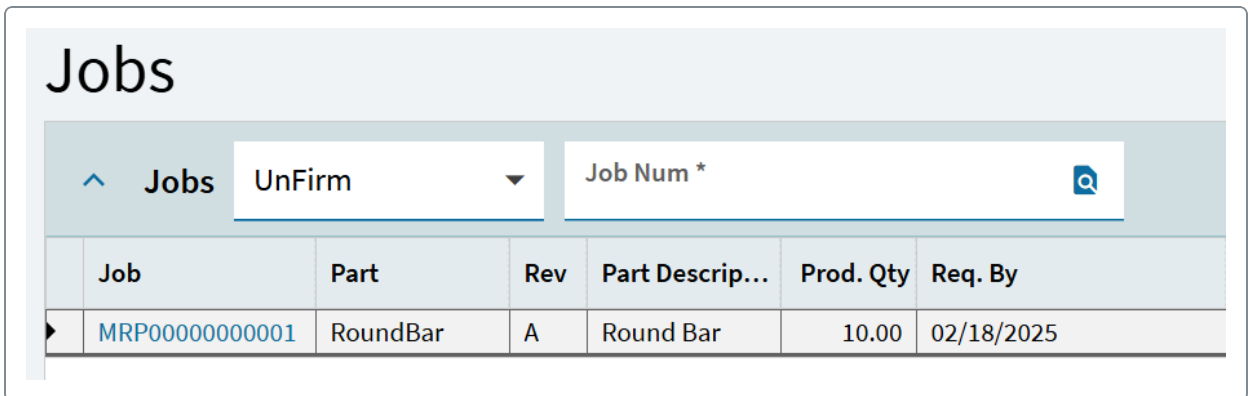 Jobs
Jobs UnFirm Job Num *
Job Part Rev Part Descrip... Prod. Qty Req. By
MRP00000000001 RoundBar A Round Bar 10.00 02/18/2025